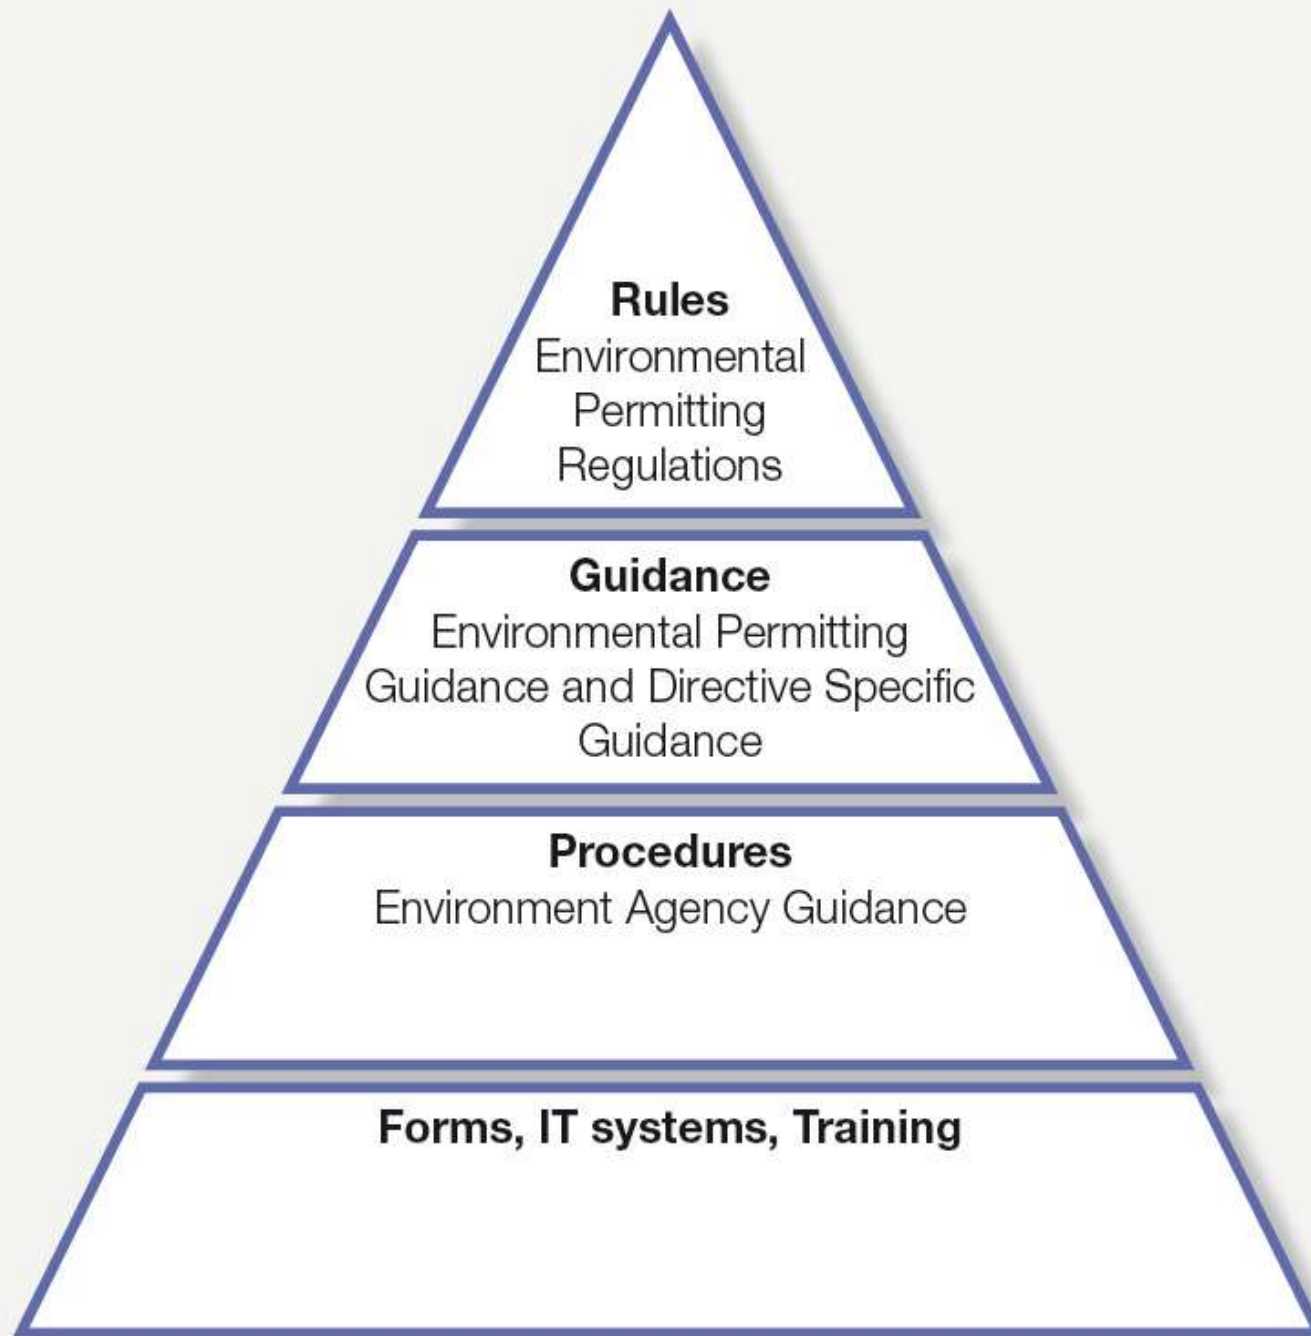 Rules
Environmental
Permitting
Regulations
Guidance
Environmental Permitting
Guidance and Directive Specific
Guidance
Procedures
Environment Agency Guidance
Forms, IT systems, Training